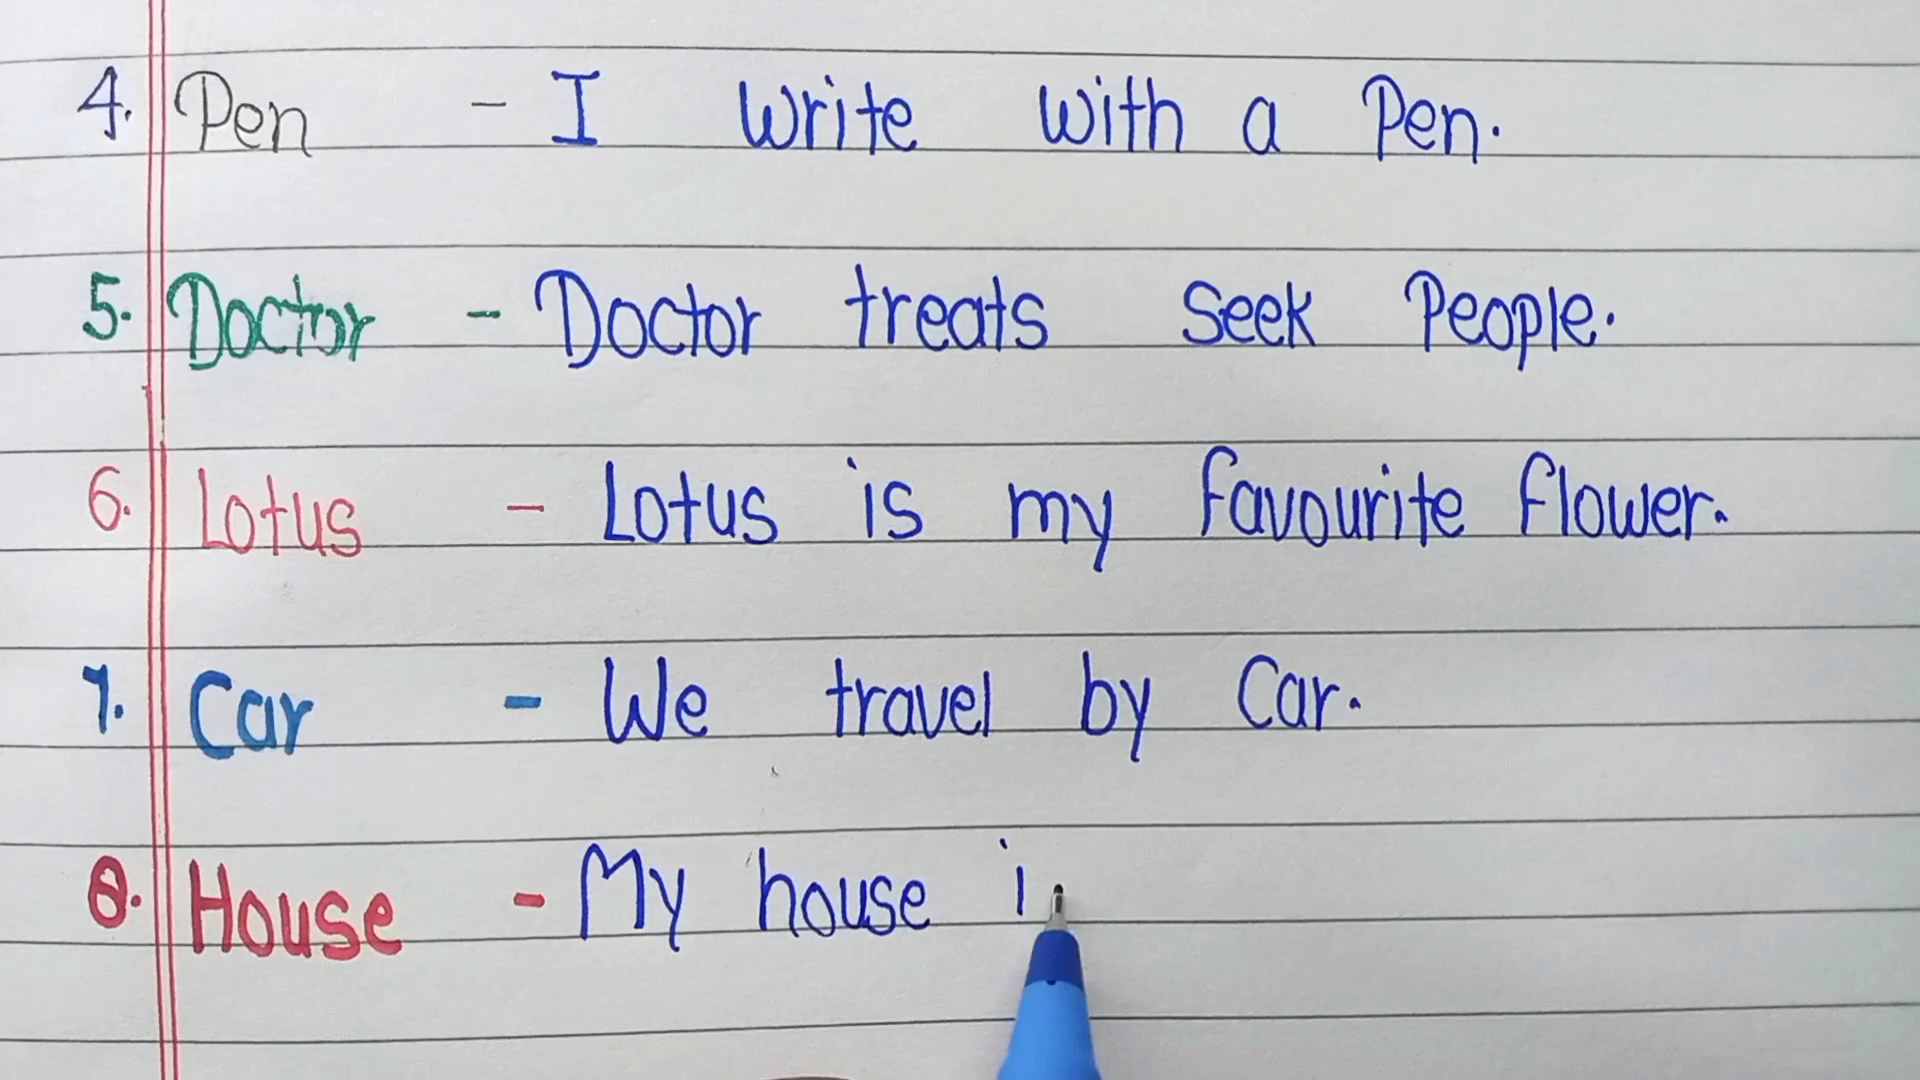 4. Pen - I write with a Pen.
5. Doctor - Doctor treats Seek People.
6. Lotus - Lotus is my favourite flower.
7. Car - We travel by Car.
8. House - My house i